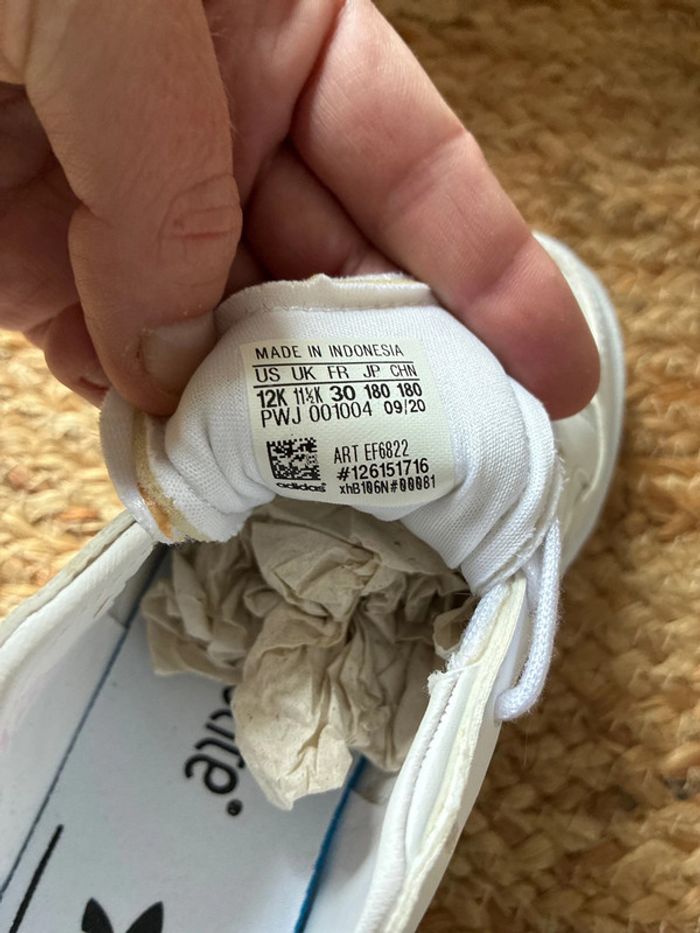 MADE IN INDONESIA
US UK FR JP CHN
12K 11½K 30 180 180
PWJ 001004 09/20
ART EF6822
#126151716
adidas xhB106N#00081